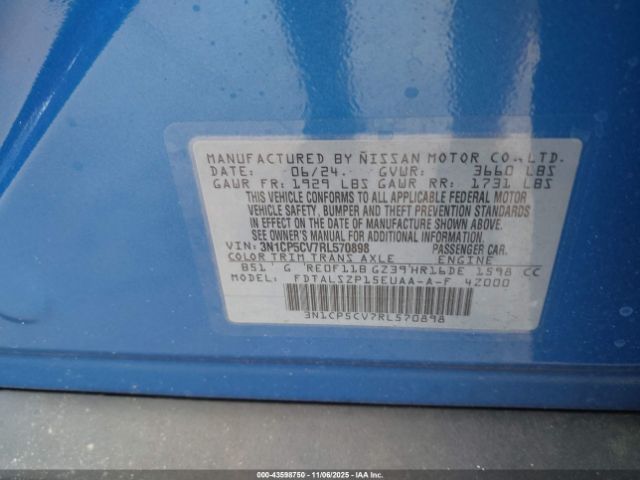 MANUFACTURED BY NISSAN MOTOR CO., LTD.
DATE: 06/24 GVWR: 3660 LBS
GAWR FR: 1929 LBS GAWR RR: 1731 LBS
THIS VEHICLE CONFORMS TO ALL APPLICABLE FEDERAL MOTOR
VEHICLE SAFETY, BUMPER AND THEFT PREVENTION STANDARDS
IN EFFECT ON THE DATE OF MANUFACTURE SHOWN ABOVE.
SEE OWNER'S MANUAL FOR ADDITIONAL INFORMATION
VIN: 3N1CP5CV7RL570898 PASSENGER CAR.
COLOR TRIM TRANS AXLE ENGINE
B51 G RE0F11B GZ39 HR16DE 1598 CC
MODEL: FDTALSZP15EUAA-A-F 4Z000
3N1CP5CV7RL570898
000-43598750 - 11/06/2025 - IAAI.COM